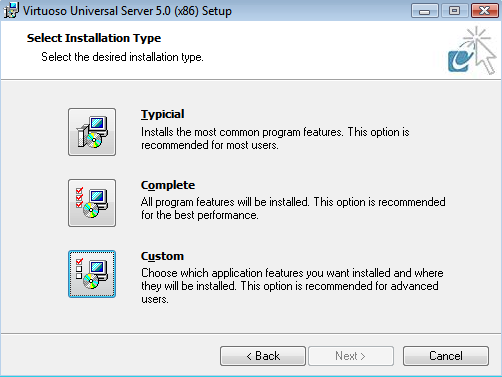 Virtuoso Universal Server 5.0 (x86) Setup
Select Installation Type
Select the desired installation type.
Typicial
Installs the most common program features. This option is
recommended for most users.
Complete
All program features will be installed. This option is recommended
for the best performance.
Custom
Choose which application features you want installed and where
they will be installed. This option is recommended for advanced
users.
< Back Next > Cancel